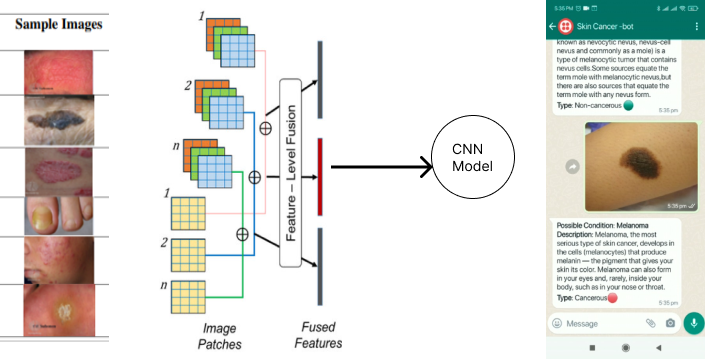 Sample Images
1
2
n
1
2
n
Image
Patches
Feature – Level Fusion
Fused
Features
CNN
Model
5:35 PM
Skin Cancer -bot
known as nevocytic nevus, nevus-cell
nevus and commonly as a mole) is a
type of melanocytic tumor that contains
nevus cells.Some sources equate the
term mole with melanocytic nevus,but
there are also sources that equate the
term mole with any nevus form.
Type: Non-cancerous
5:35 pm
5:35 pm
Possible Condition: Melanoma
Description: Melanoma, the most
serious type of skin cancer, develops in
the cells (melanocytes) that produce
melanin — the pigment that gives your
skin its color. Melanoma can also form
in your eyes and, rarely, inside your
body, such as in your nose or throat.
Type: Cancerous
5:35 pm
Message